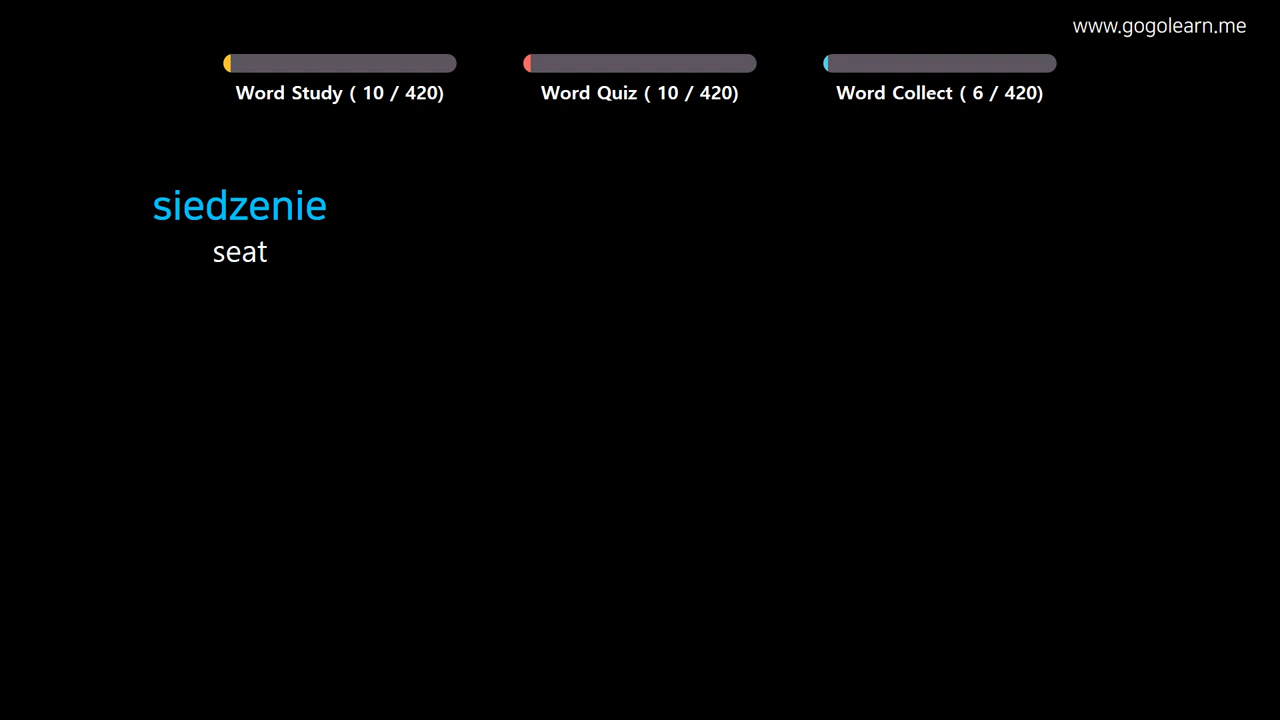 www.gogolearn.me
Word Study ( 10 / 420)
Word Quiz ( 10 / 420)
Word Collect ( 6 / 420)
siedzenie
seat